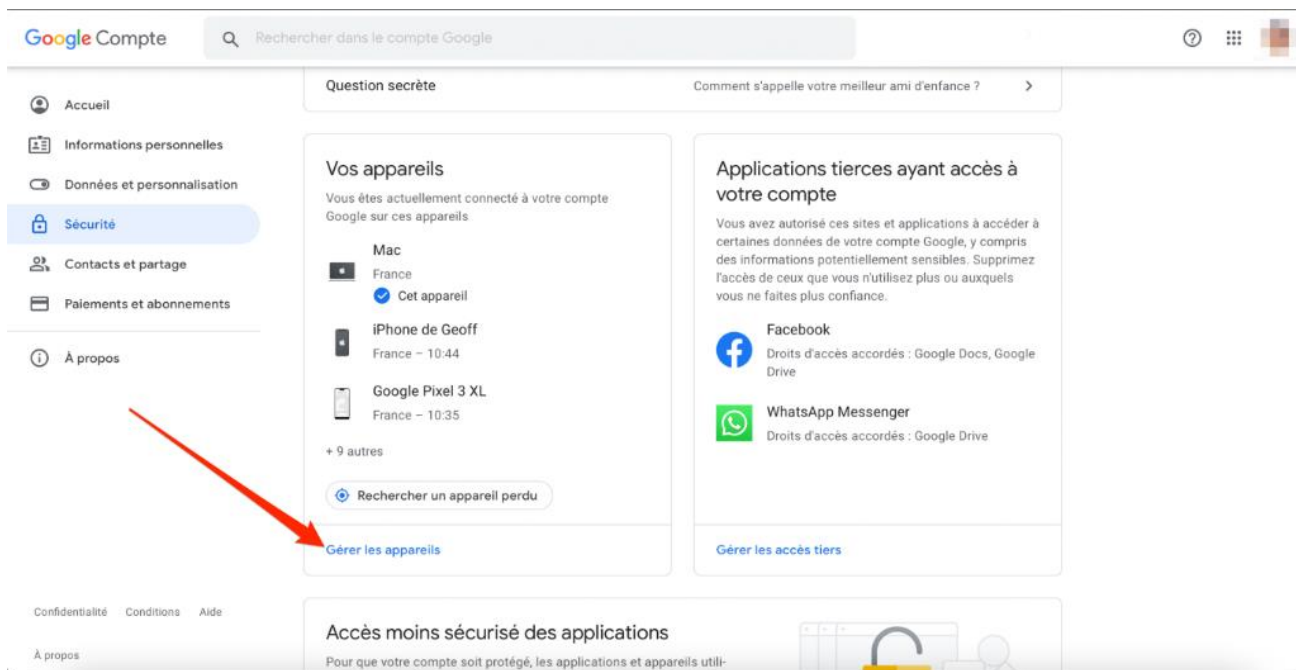 Google Compte
Rechercher dans le compte Google
Question secrète
Comment s'appelle votre meilleur ami d'enfance ?
Accueil
Informations personnelles
Données et personnalisation
Sécurité
Contacts et partage
Paiements et abonnements
À propos
Vos appareils
Vous êtes actuellement connecté à votre compte
Google sur ces appareils
Mac
France
Cet appareil
iPhone de Geoff
France – 10:44
Google Pixel 3 XL
France – 10:35
+ 9 autres
Rechercher un appareil perdu
Gérer les appareils
Applications tierces ayant accès à
votre compte
Vous avez autorisé ces sites et applications à accéder à
certaines données de votre compte Google, y compris
des informations potentiellement sensibles. Supprimez
l'accès de ceux que vous n'utilisez plus ou auxquels
vous ne faites plus confiance.
Facebook
Droits d'accès accordés : Google Docs, Google
Drive
WhatsApp Messenger
Droits d'accès accordés : Google Drive
Gérer les accès tiers
Confidentialité Conditions Aide
À propos
Accès moins sécurisé des applications
Pour que votre compte soit protégé, les applications et appareils utili-